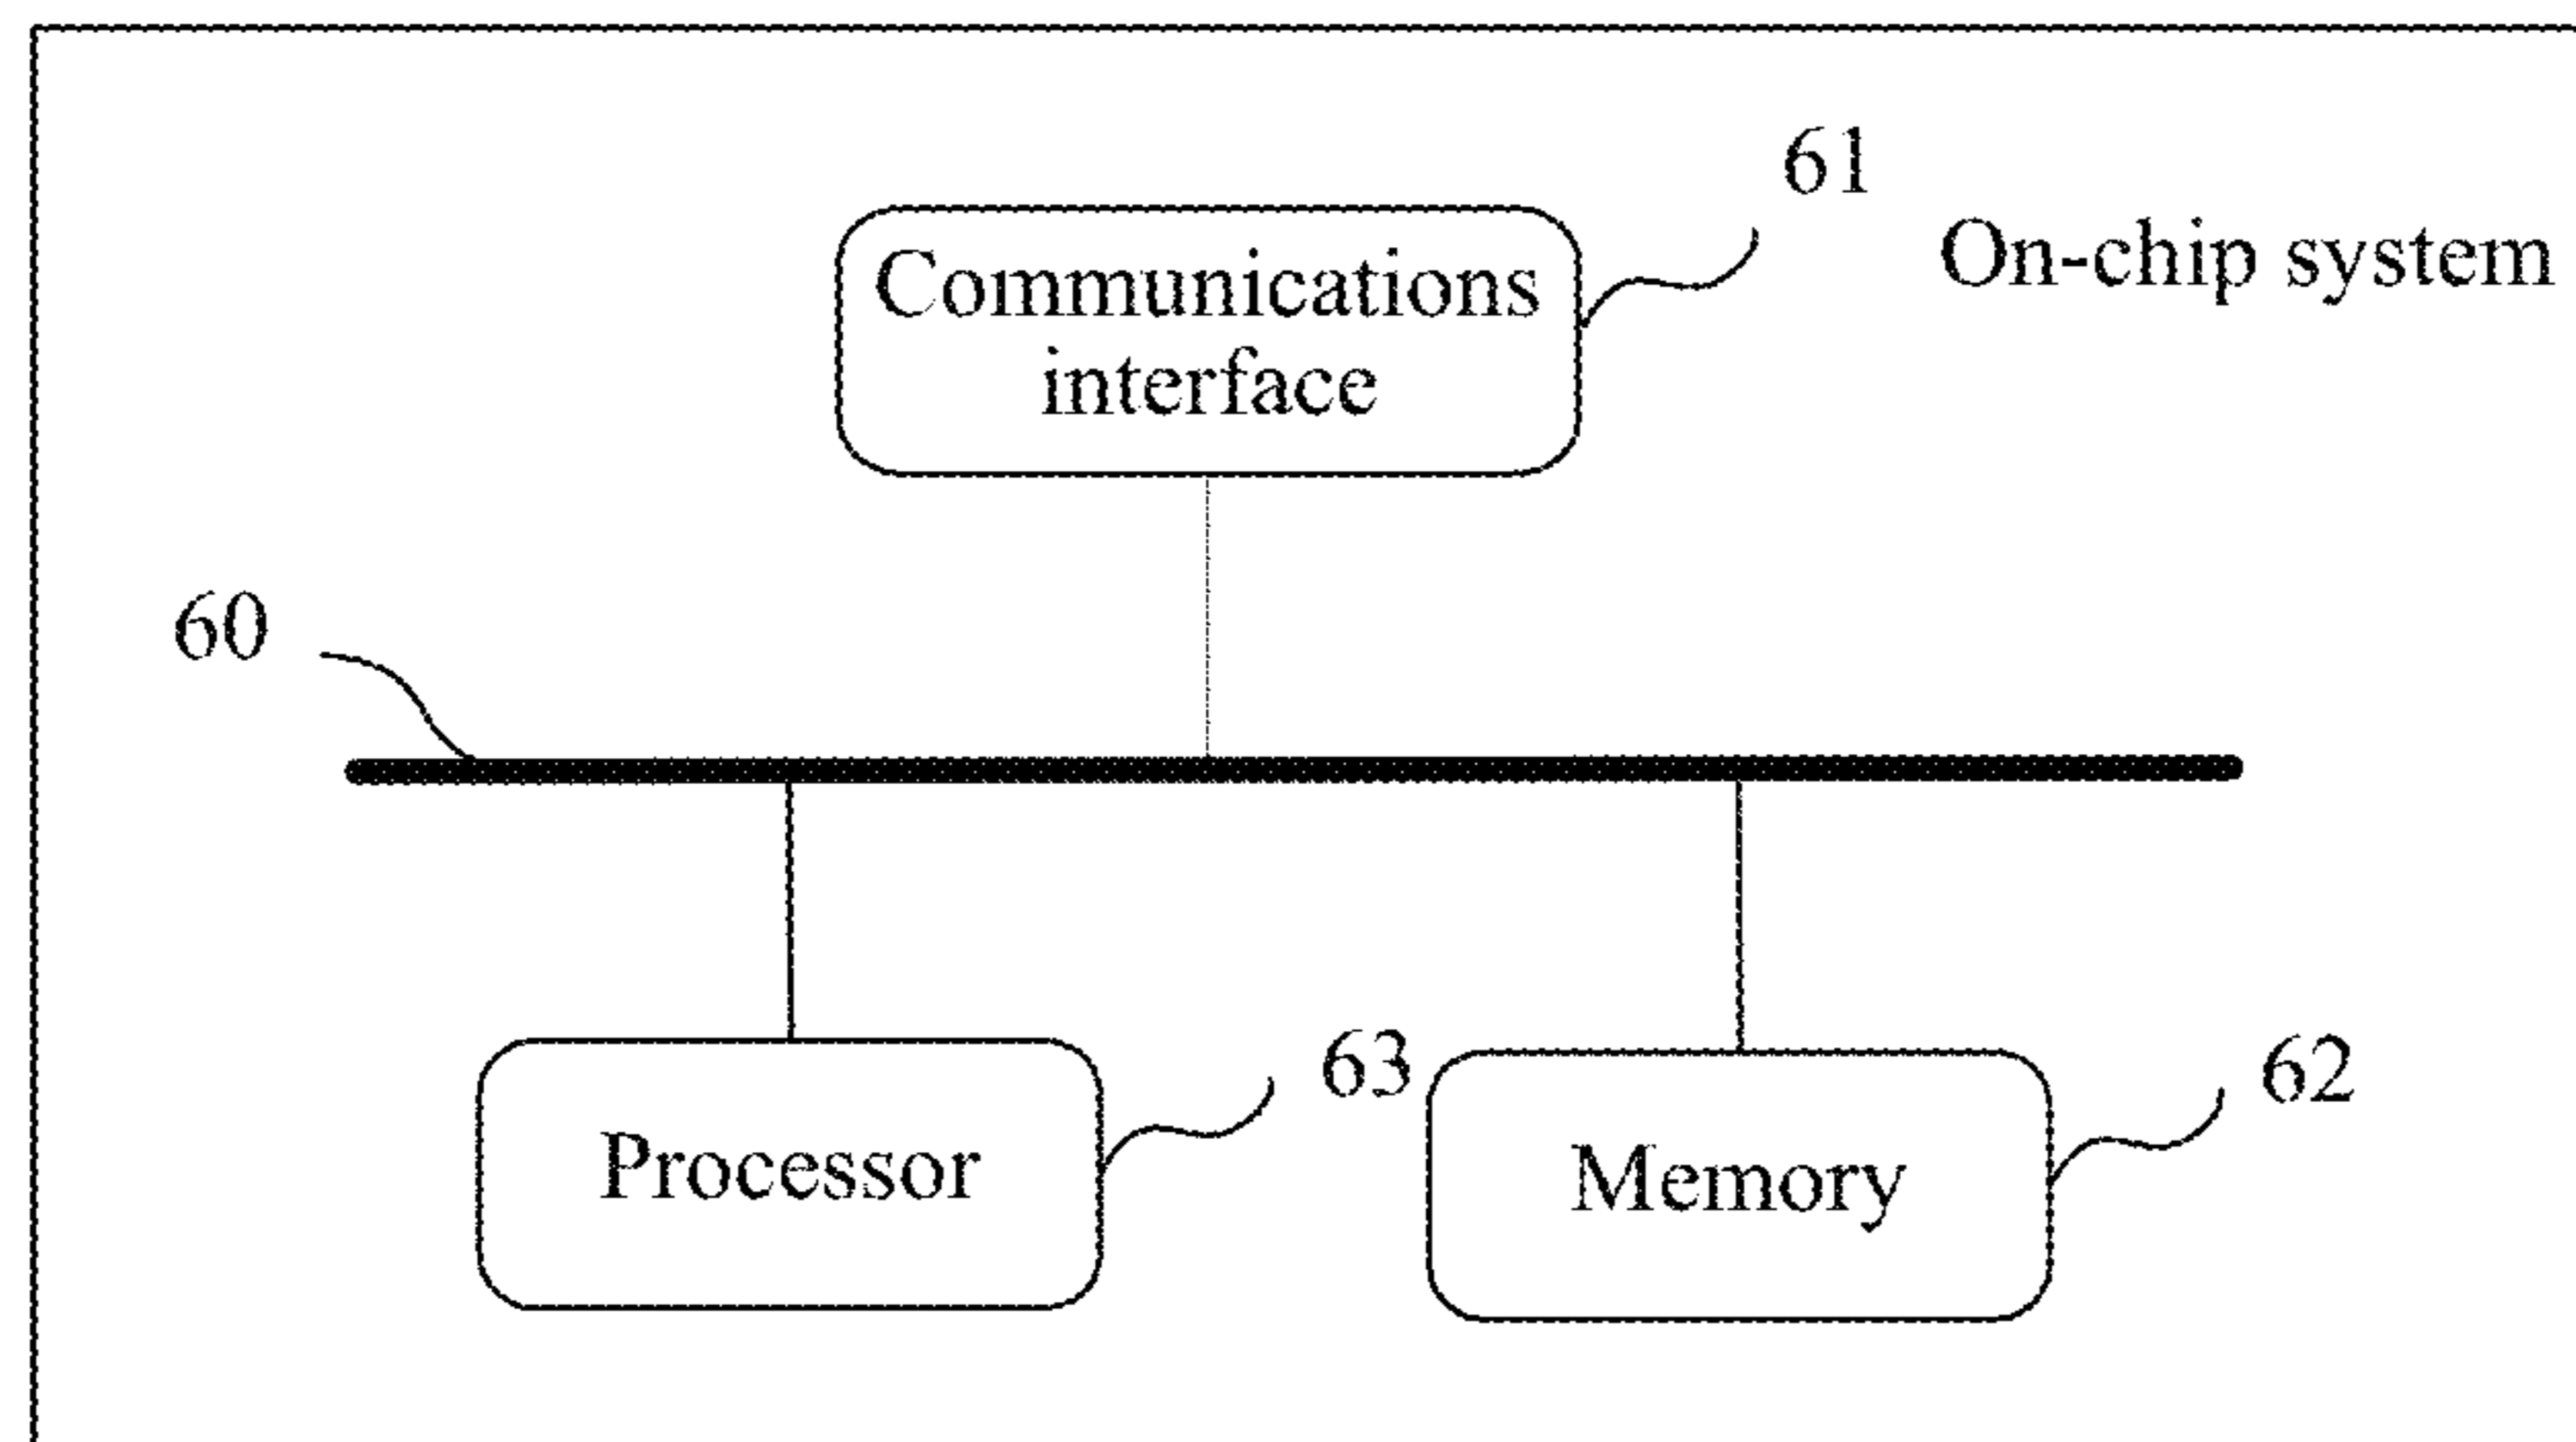 61
On-chip system
Communications
interface
60
63
62
Processor
Memory